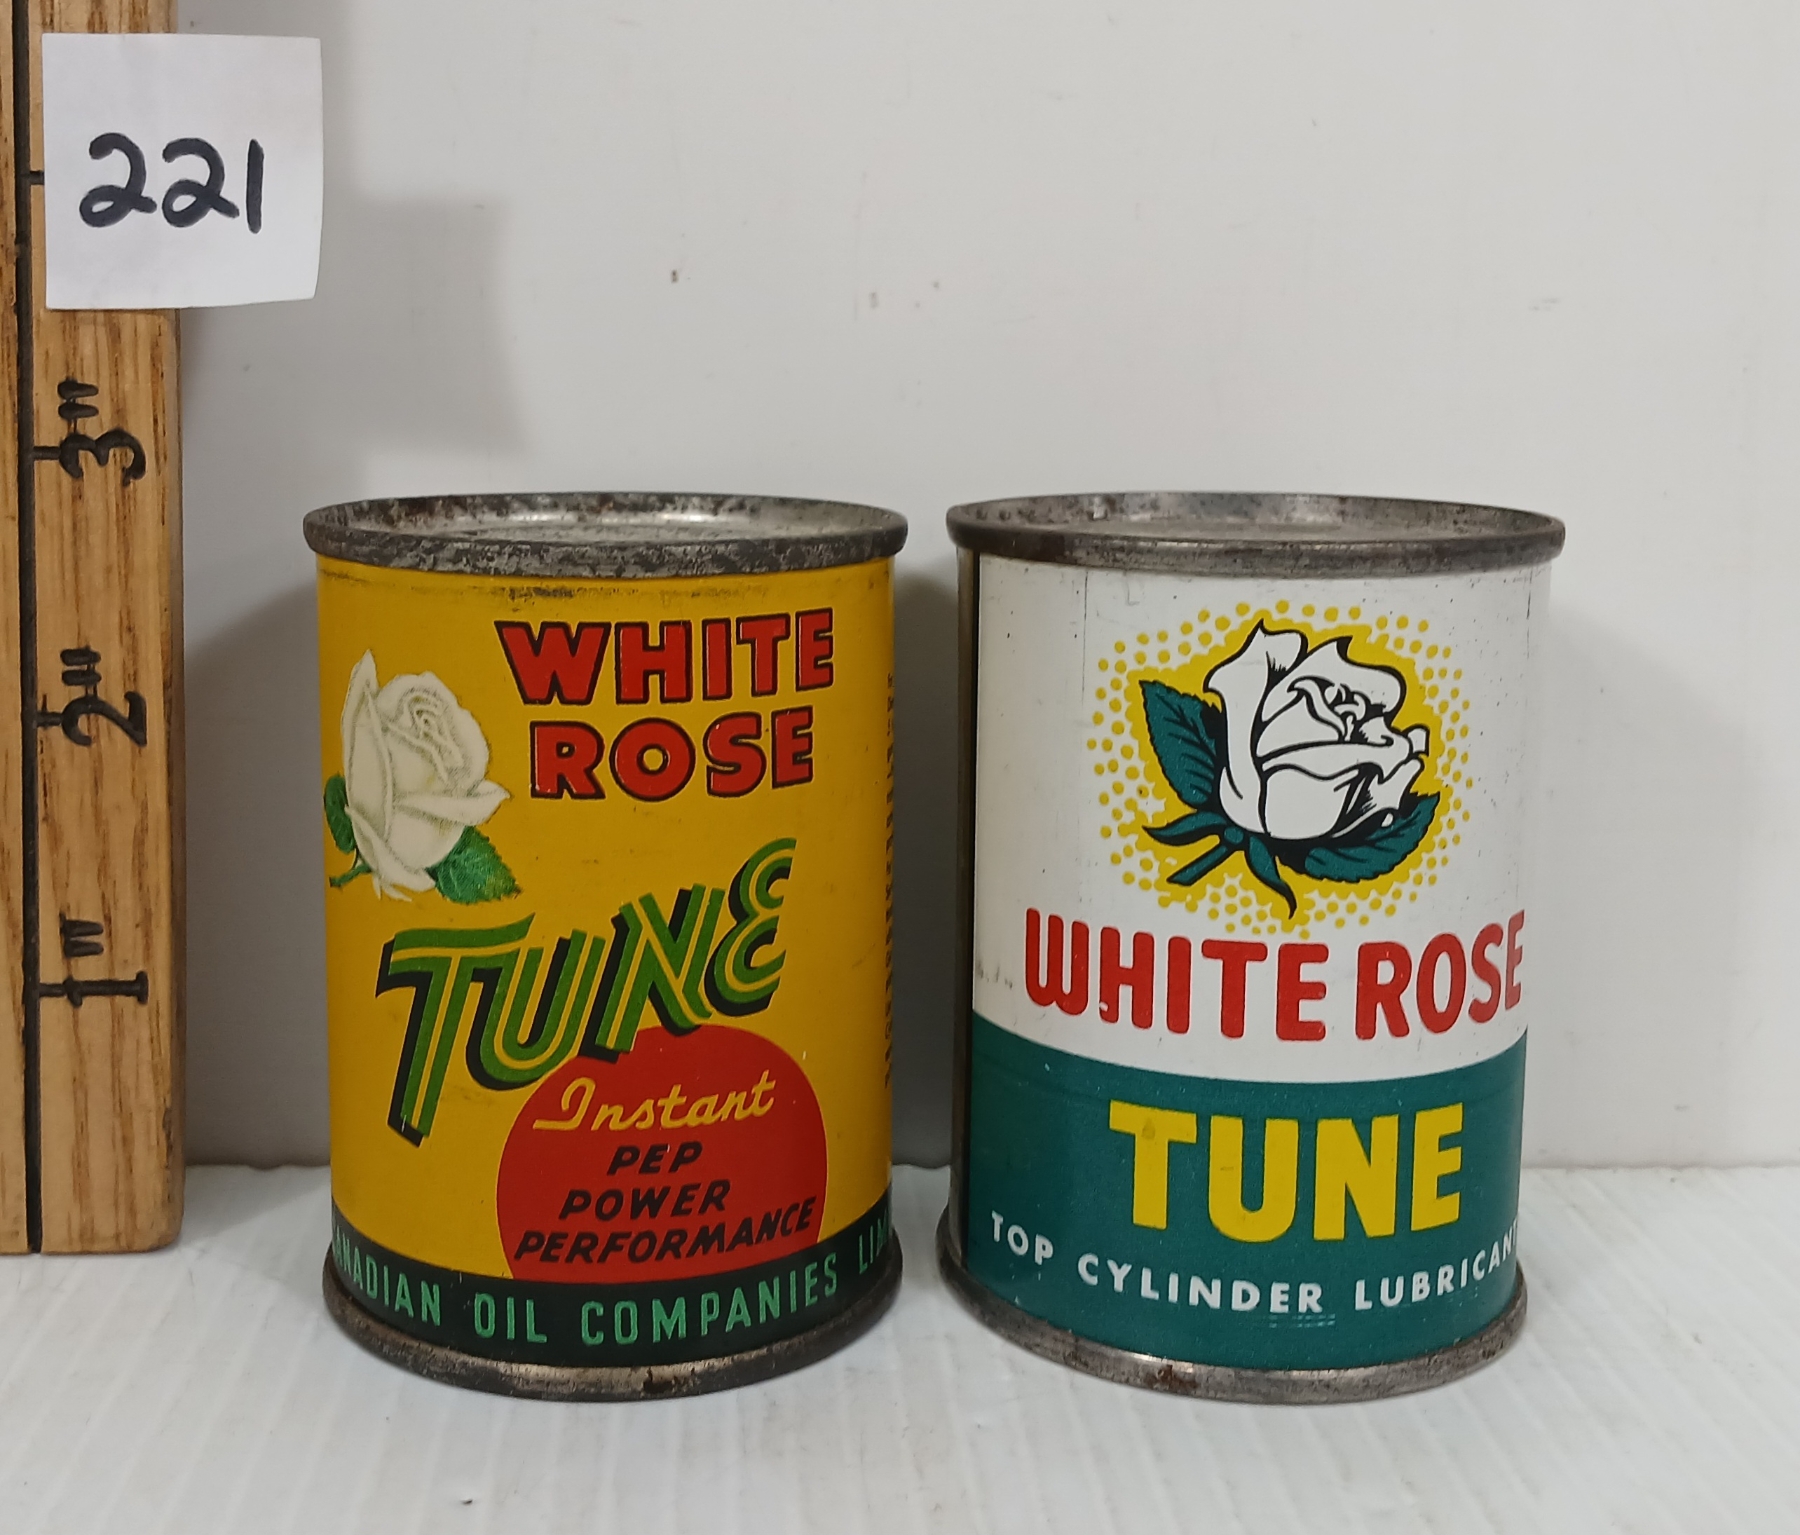 221
3"
2"
1"
WHITE
ROSE
TUNE
Instant
PEP
POWER
PERFORMANCE
ANADIAN OIL COMPANIES LIM
WHITE ROSE
TUNE
TOP CYLINDER LUBRICANT